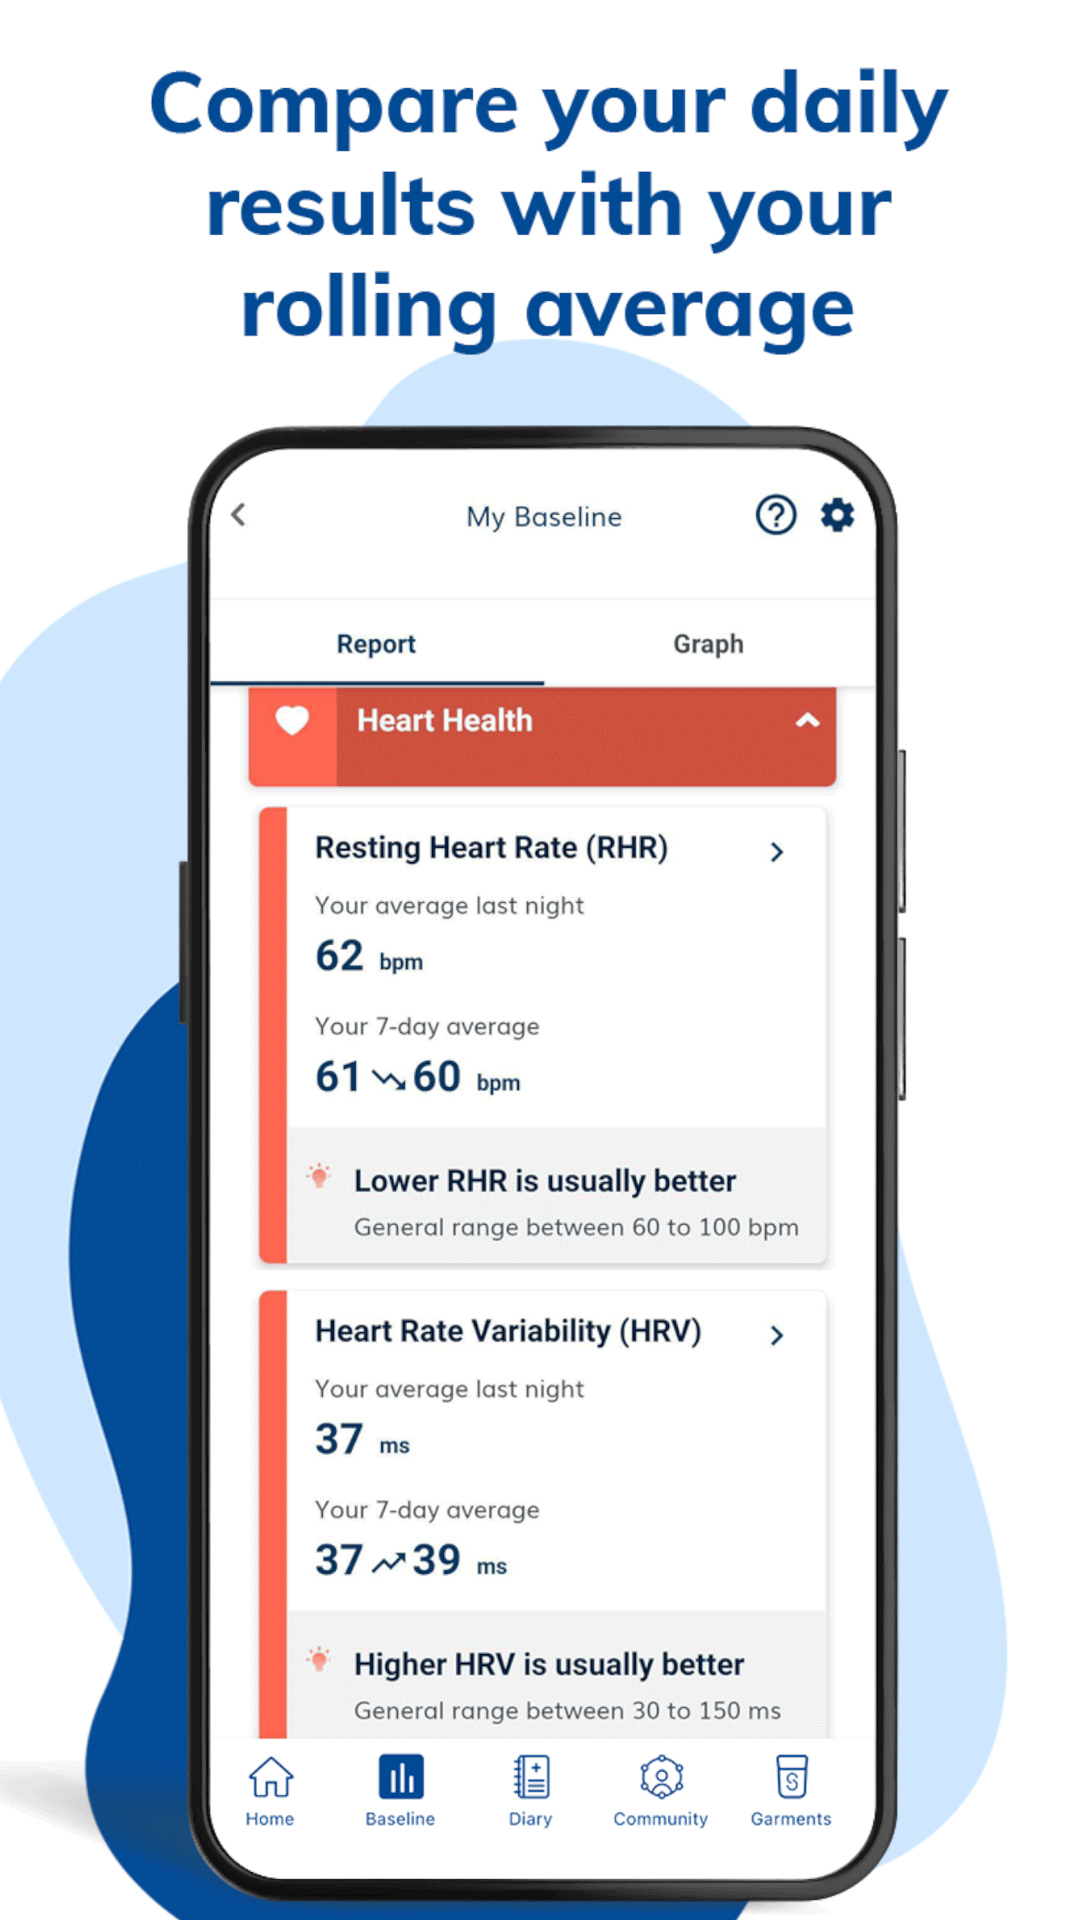 Compare your daily
results with your
rolling average
My Baseline
Report
Graph
Heart Health
Resting Heart Rate (RHR)
Your average last night
62 bpm
Your 7-day average
61 60 bpm
Lower RHR is usually better
General range between 60 to 100 bpm
Heart Rate Variability (HRV)
Your average last night
37 ms
Your 7-day average
37 39 ms
Higher HRV is usually better
General range between 30 to 150 ms
Home
Baseline
Diary
Community
Garments